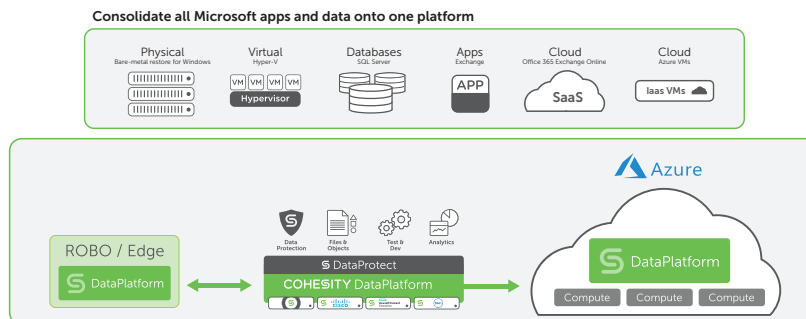 Consolidate all Microsoft apps and data onto one platform
Physical
Bare-metal restore for Windows
Virtual
Hyper-V
VM VM VM VM
Hypervisor
Databases
SQL Server
Apps
Exchange
APP
Cloud
Office 365 Exchange Online
SaaS
Cloud
Azure VMs
Iaas VMs
Azure
ROBO / Edge
DataPlatform
Data
Protection
Files &
Objects
Test &
Dev
Analytics
DataProtect
COHESITY DataPlatform
CISCO
DataPlatform
Compute Compute Compute